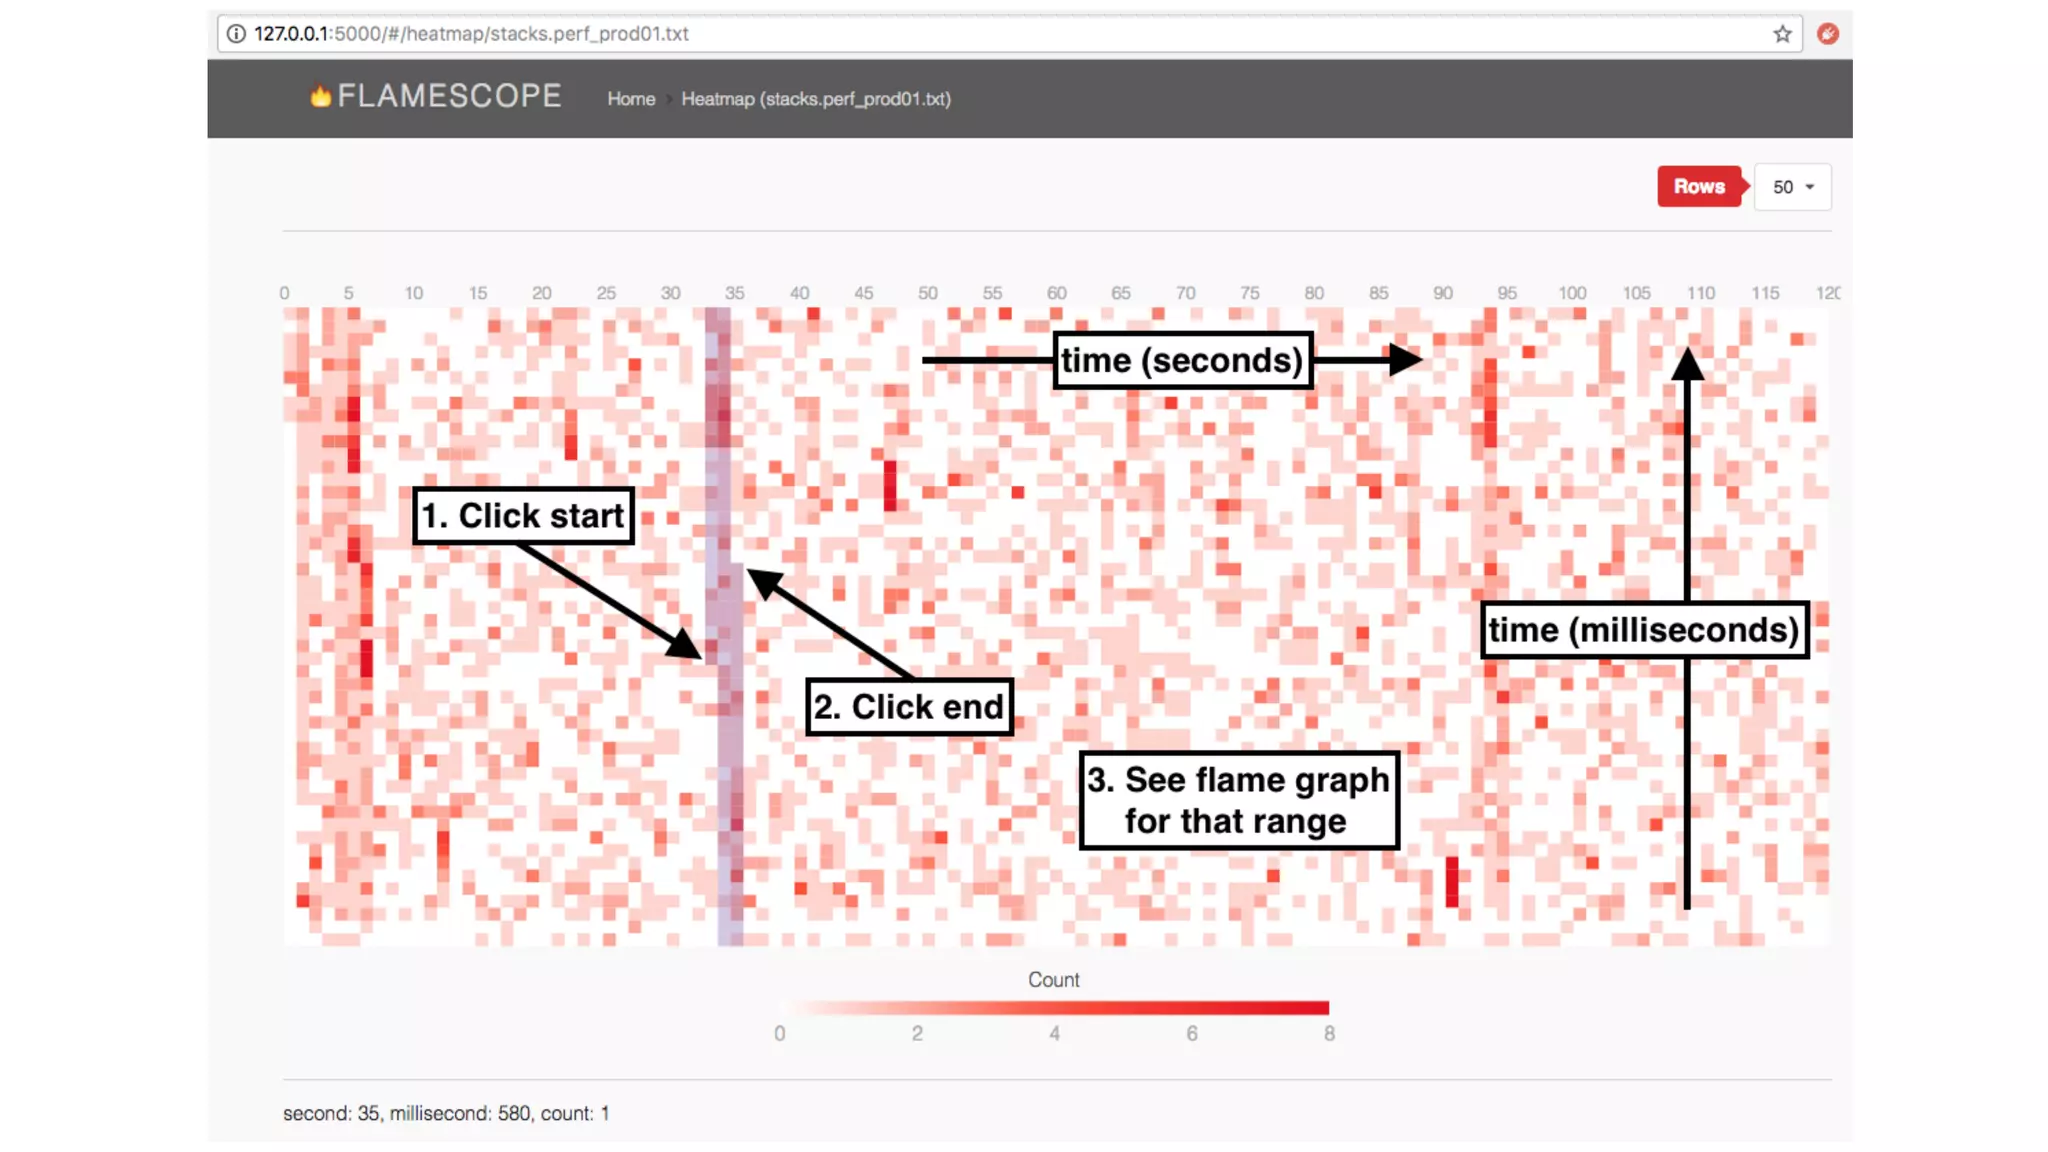 127.0.0.1:5000/#/heatmap/stacks.perf_prod01.txt
FLAMESCOPE Home Heatmap (stacks.perf_prod01.txt)
Rows 50
0 5 10 15 20 25 30 35 40 45 50 55 60 65 70 75 80 85 90 95 100 105 110 115 120
time (seconds)
1. Click start
time (milliseconds)
2. Click end
3. See flame graph
for that range
Count
0 2 4 6 8
second: 35, millisecond: 580, count: 1